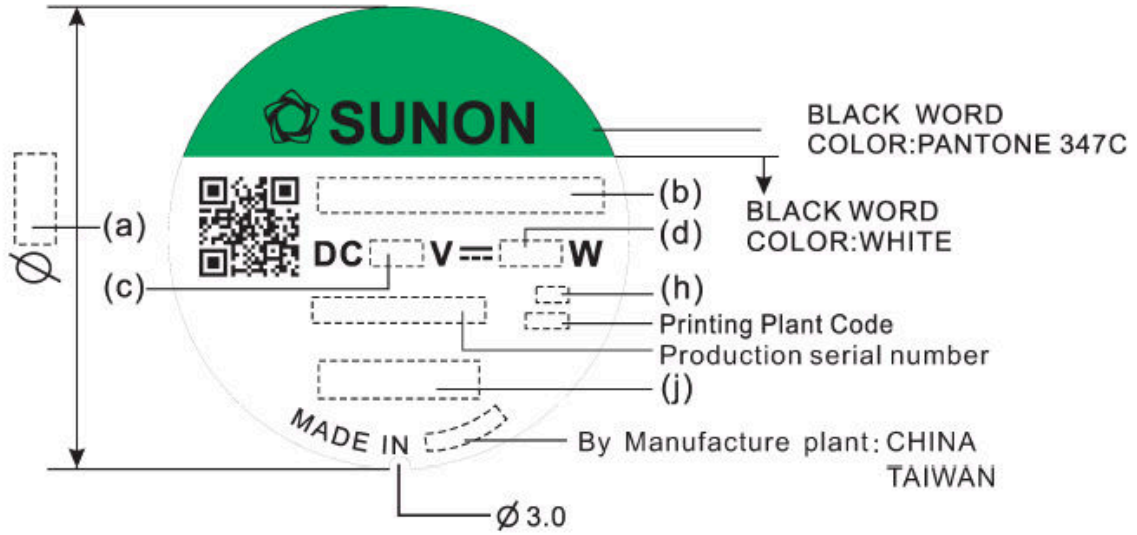 SUNON
BLACK WORD
COLOR:PANTONE 347C
(b)
BLACK WORD
COLOR:WHITE
(a)
Ø
DC V W
(d)
(c)
(h)
Printing Plant Code
Production serial number
(j)
MADE IN
By Manufacture plant: CHINA
TAIWAN
Ø 3.0